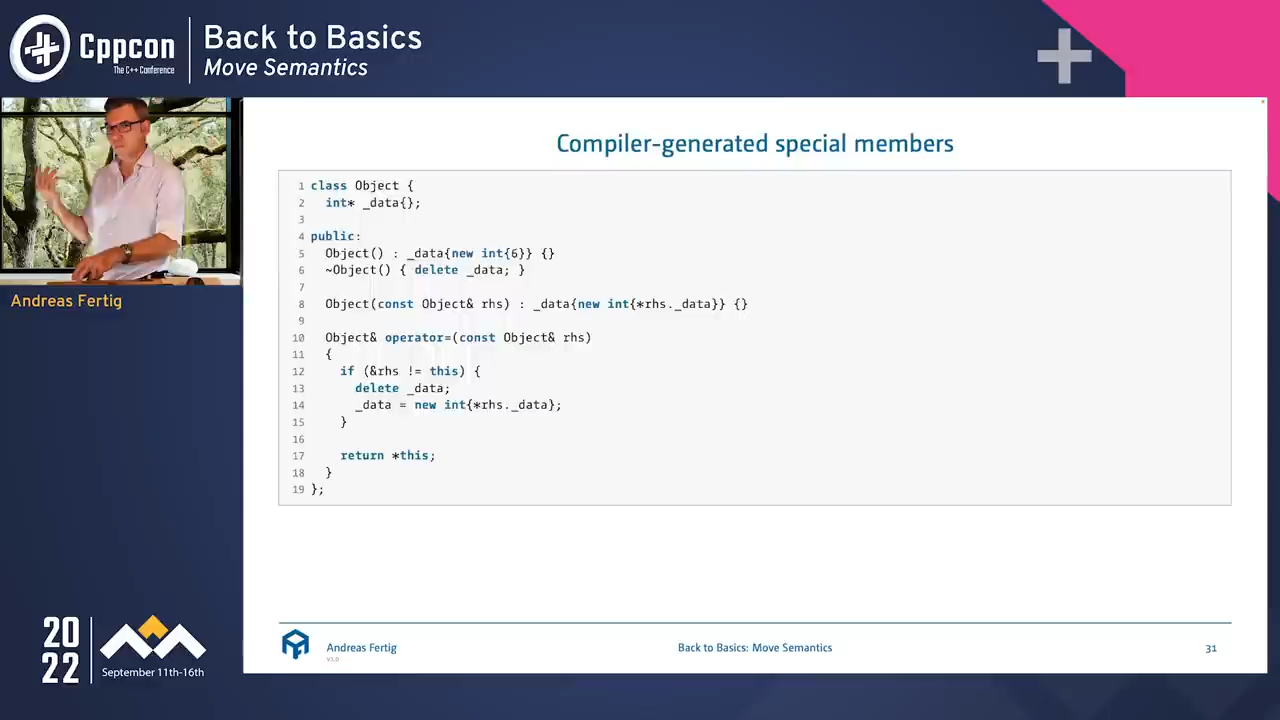 Cppcon
The C++ Conference
Back to Basics
Move Semantics
Andreas Fertig
20
22
September 11th-16th
Compiler-generated special members
1 class Object {
2   int* _data{};
3
4 public:
5   Object() : _data{new int{6}} {}
6   ~Object() { delete _data; }
7
8   Object(const Object& rhs) : _data{new int{*rhs._data}} {}
9
10   Object& operator=(const Object& rhs)
11   {
12     if (&rhs != this) {
13       delete _data;
14       _data = new int{*rhs._data};
15     }
16
17     return *this;
18   }
19 };
Andreas Fertig
V1.0
Back to Basics: Move Semantics
31